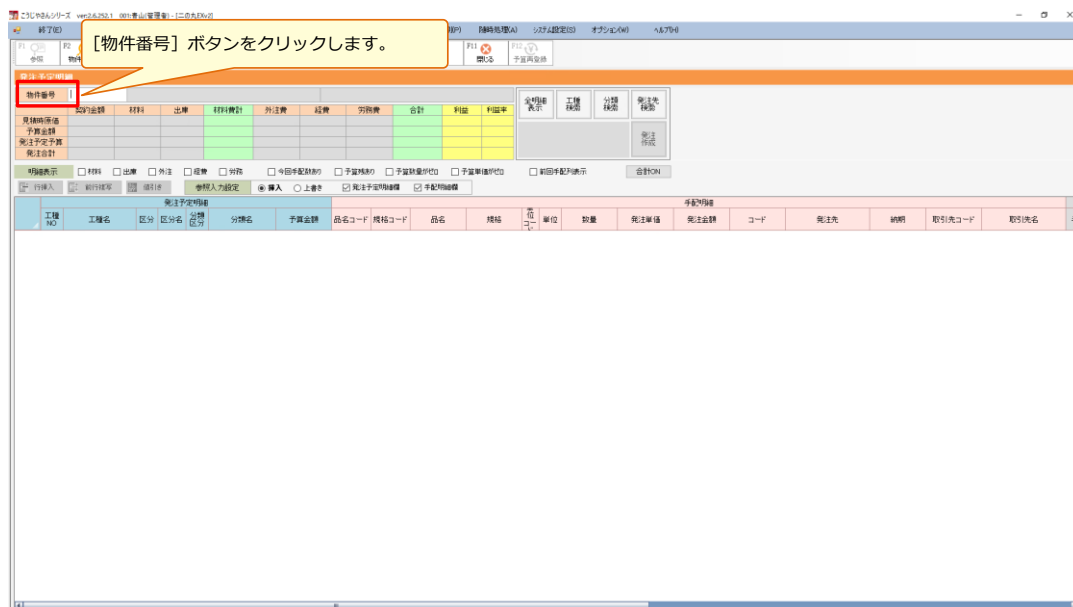 こうじやさんシリーズ ver.2.6.252.1 001:青山(管理者) - [二の丸EXv2]
終了(E) 随時処理(A) システム設定(S) オプション(W) ヘルプ(H)
［物件番号］ボタンをクリックします。
F1 参照 F2 F11 閉じる F12 予算再登録
発注予定明細
物件番号
契約金額 材料 出庫 材料費計 外注費 経費 労務費 合計 利益 利益率
見積時原価
予算金額
発注予定予算
発注合計
全明細表示 工種検索 分類検索 発注先検索
発注作成
明細表示 材料 出庫 外注 経費 労務 今回手配数あり 予算残あり 予算数量がゼロ 予算単価がゼロ 前回手配列表示 合計ON
行挿入 前行複写 値引き 参照入力設定 挿入 上書き 発注予定明細欄 手配明細欄
発注予定明細 手配明細
工種NO 工種名 区分 区分名 分類区分 分類名 予算金額 品名コード 規格コード 品名 規格 単位 数量 発注単価 発注金額 コード 発注先 納期 取引先コード 取引先名